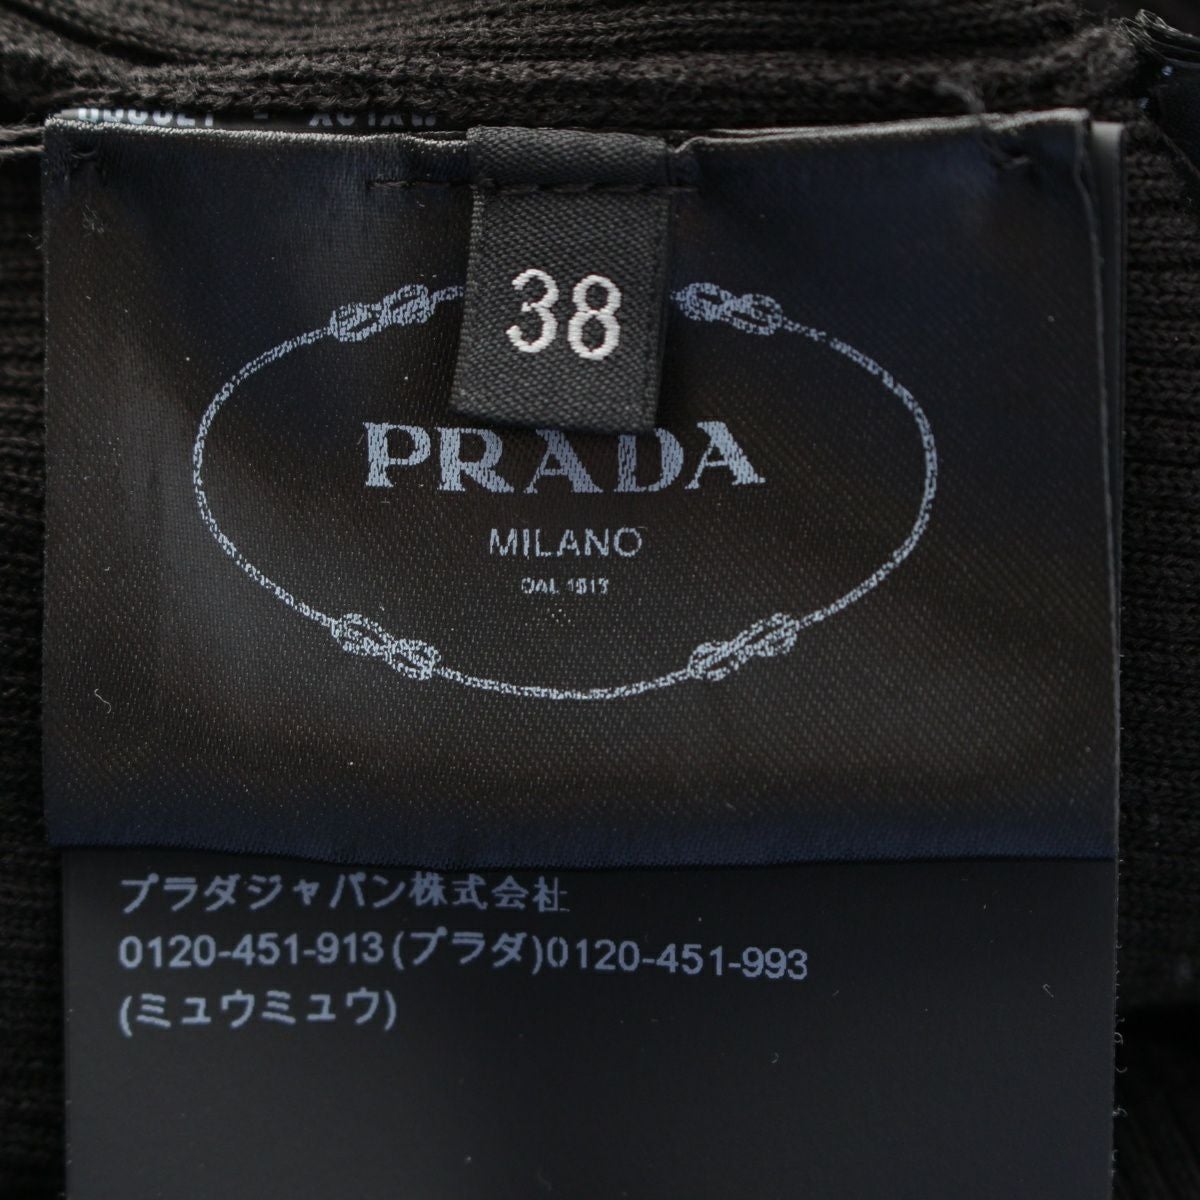 38
PRADA
MILANO
DAL 1913
プラダジャパン株式会社
0120-451-913(プラダ)0120-451-993
(ミュウミュウ)